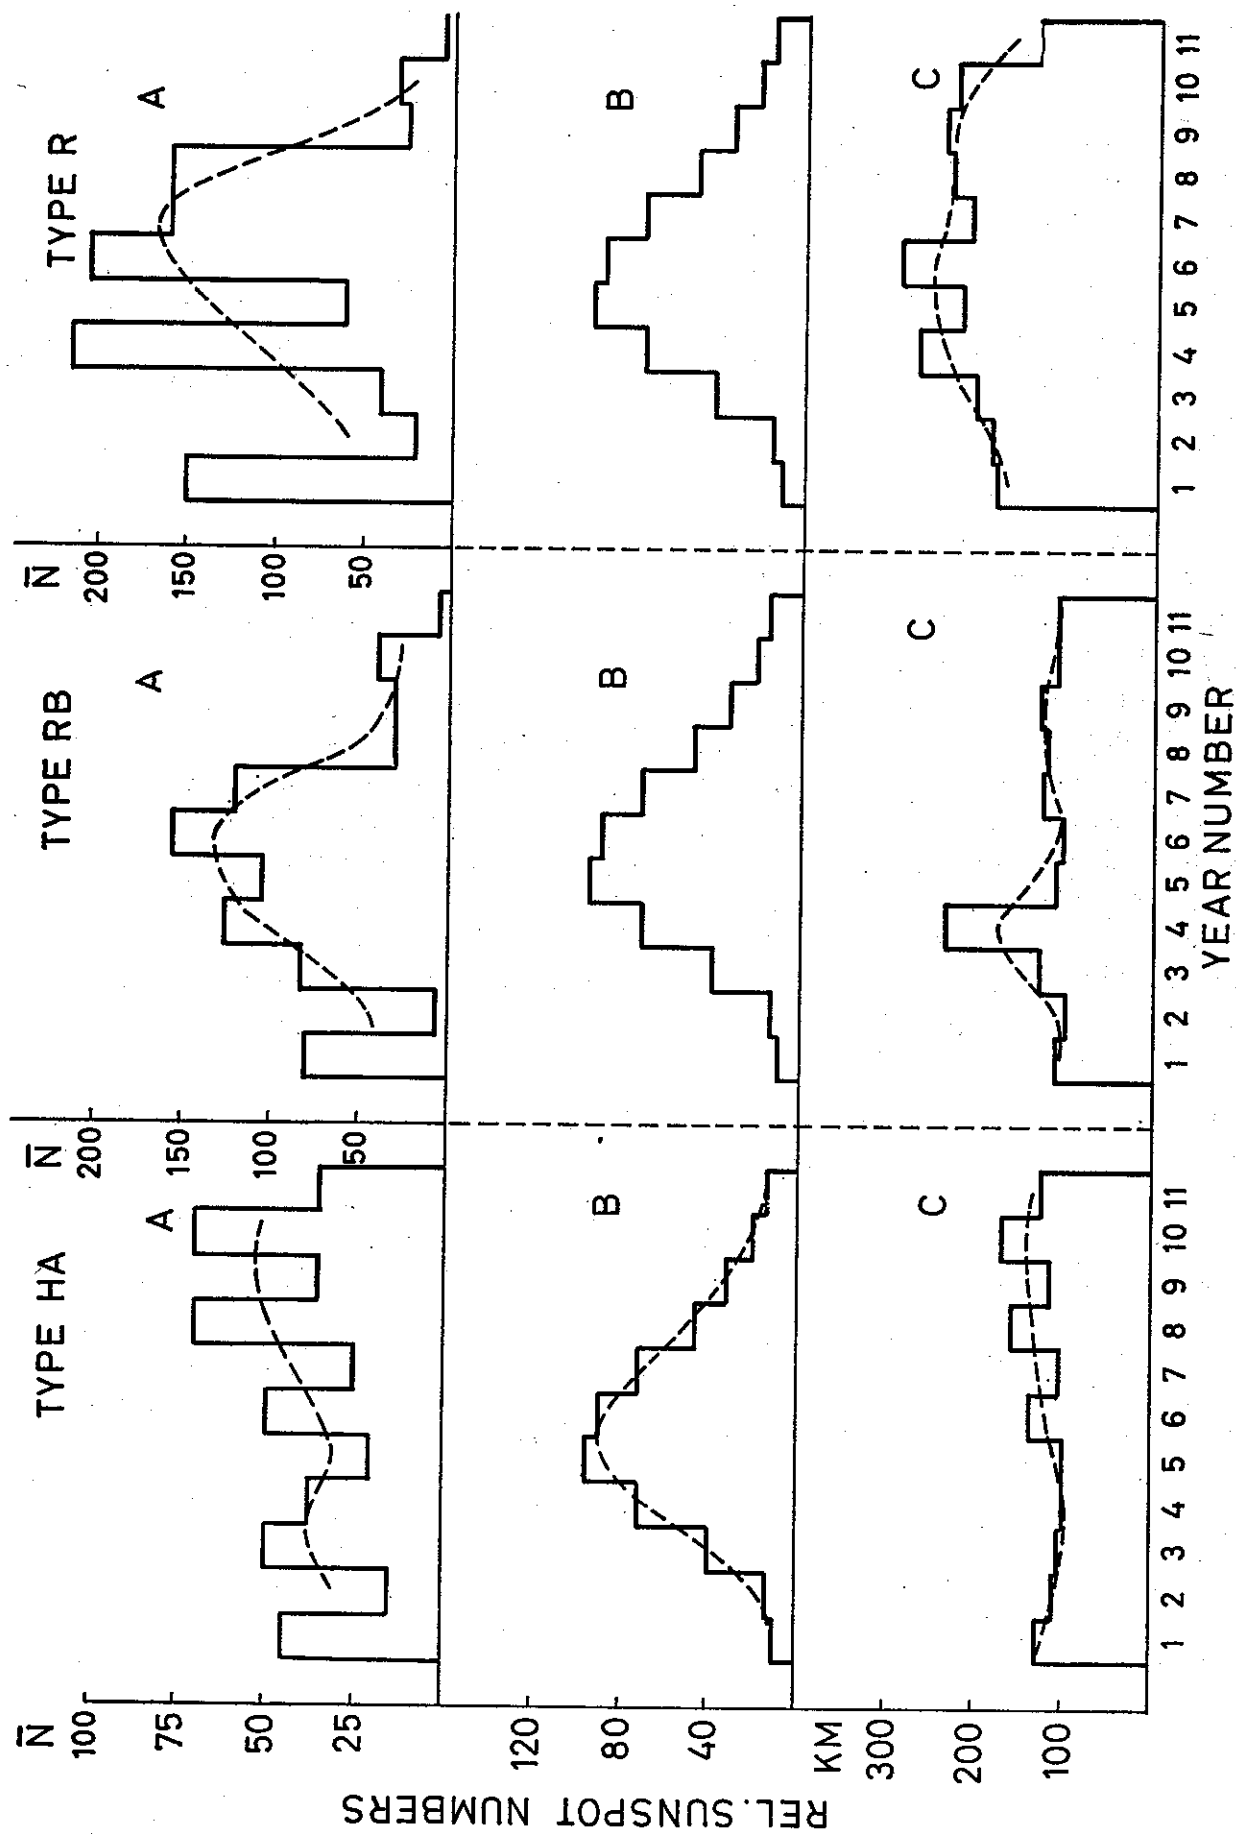 TYPE HA
TYPE RB
TYPE R
N̄
100
75
50
25
A
N̄
200
150
100
50
A
N̄
200
150
100
50
A
REL. SUNSPOT NUMBERS
120
80
40
B
B
B
KM
300
200
100
C
C
C
1 2 3 4 5 6 7 8 9 10 11
1 2 3 4 5 6 7 8 9 10 11
1 2 3 4 5 6 7 8 9 10 11
YEAR NUMBER